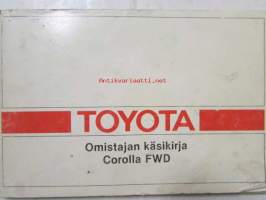 Antikvariaatti.net
TOYOTA
Omistajan käsikirja
Corolla FWD